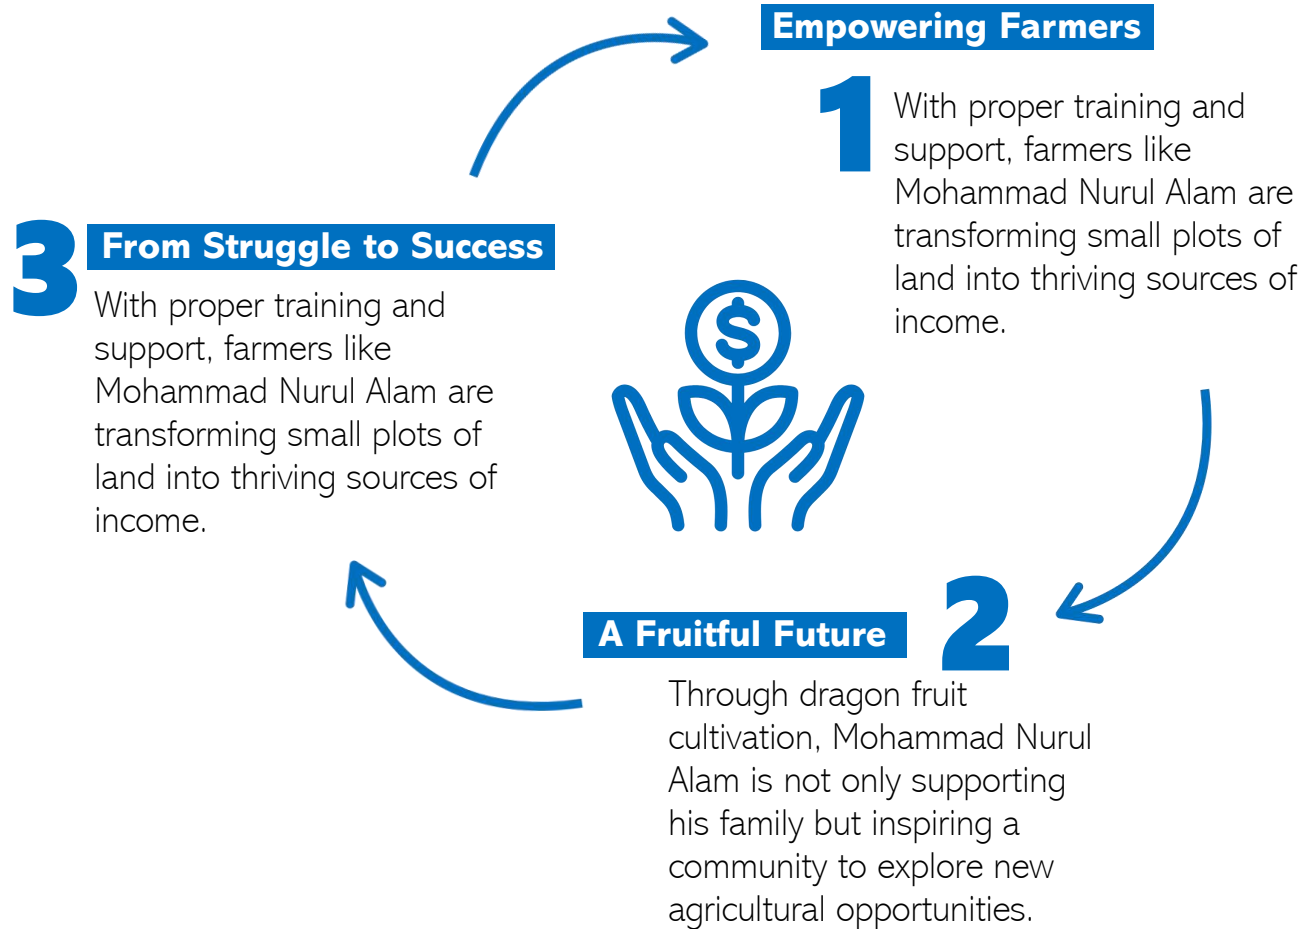 Empowering Farmers
1
With proper training and
support, farmers like
Mohammad Nurul Alam are
transforming small plots of
land into thriving sources of
income.
A Fruitful Future
2
Through dragon fruit
cultivation, Mohammad Nurul
Alam is not only supporting
his family but inspiring a
community to explore new
agricultural opportunities.
3
From Struggle to Success
With proper training and
support, farmers like
Mohammad Nurul Alam are
transforming small plots of
land into thriving sources of
income.
$